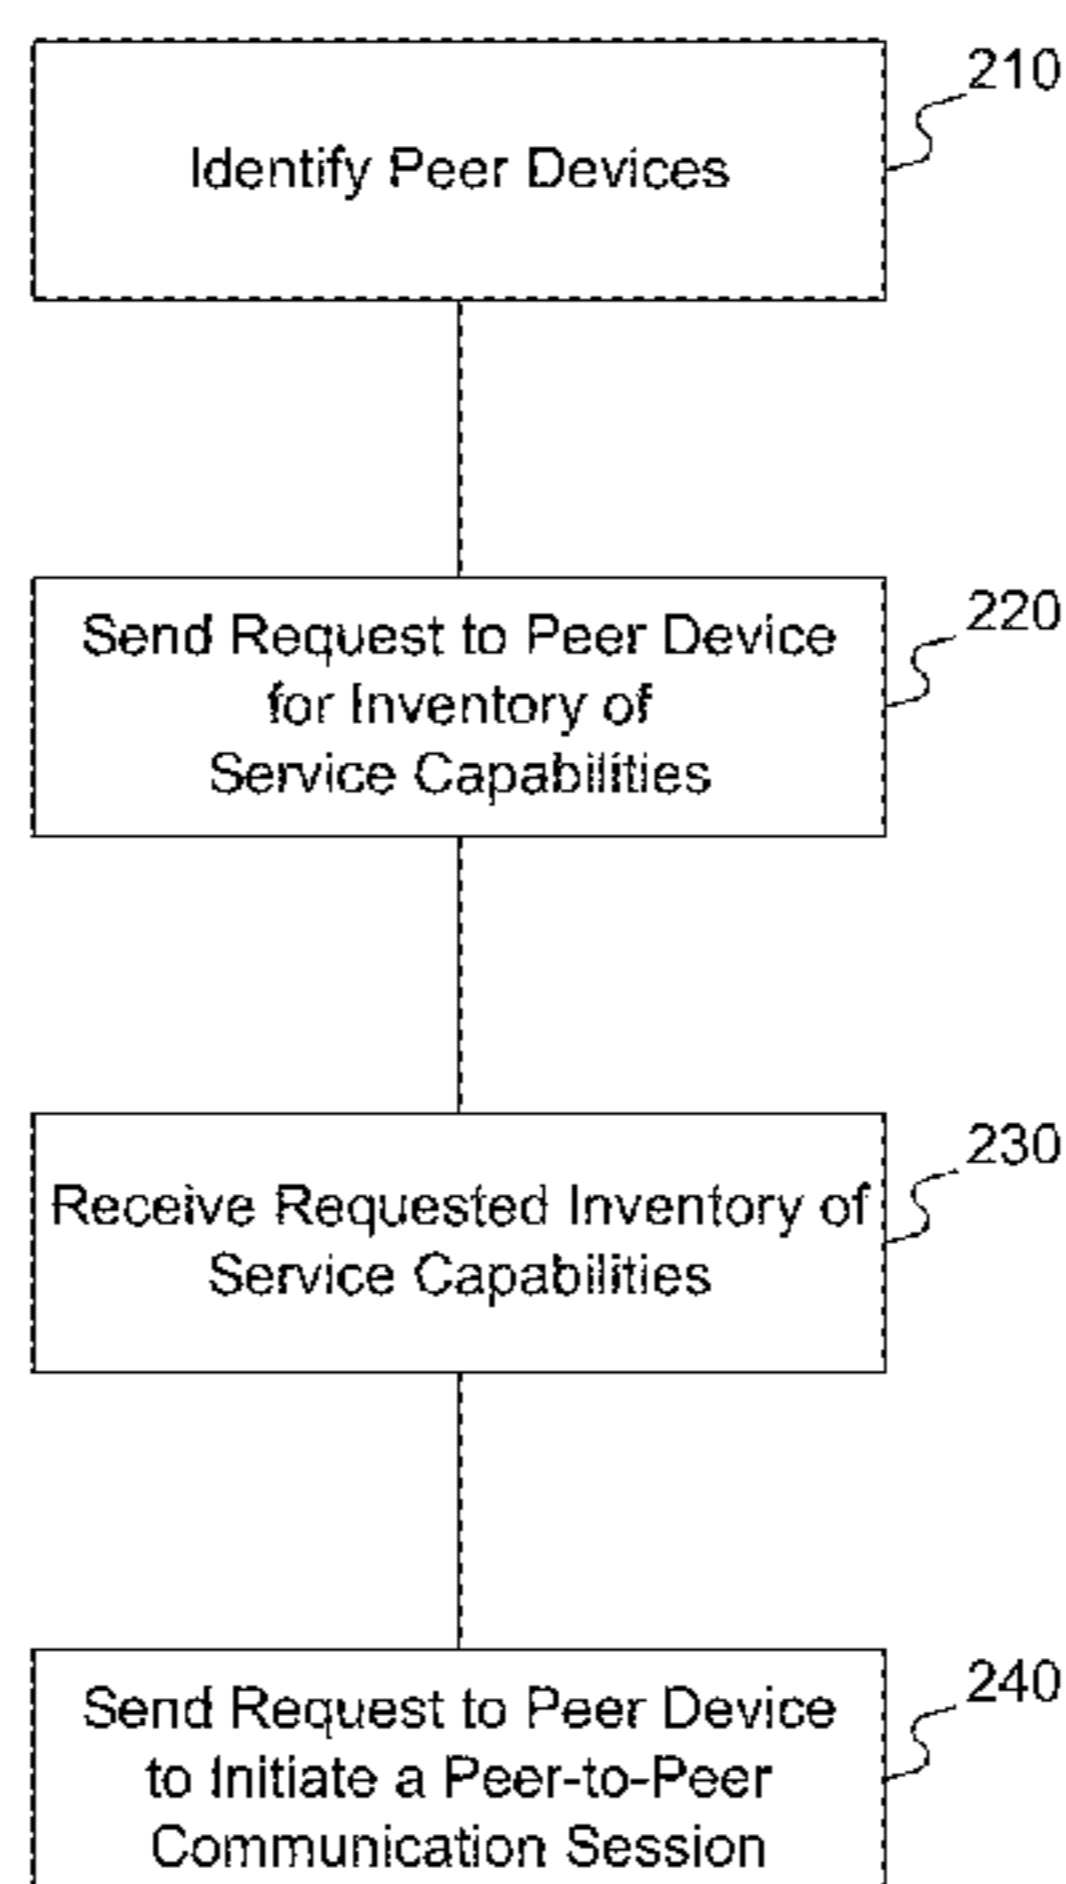 210
Identify Peer Devices
220
Send Request to Peer Device
for Inventory of
Service Capabilities
230
Receive Requested Inventory of
Service Capabilities
240
Send Request to Peer Device
to Initiate a Peer-to-Peer
Communication Session